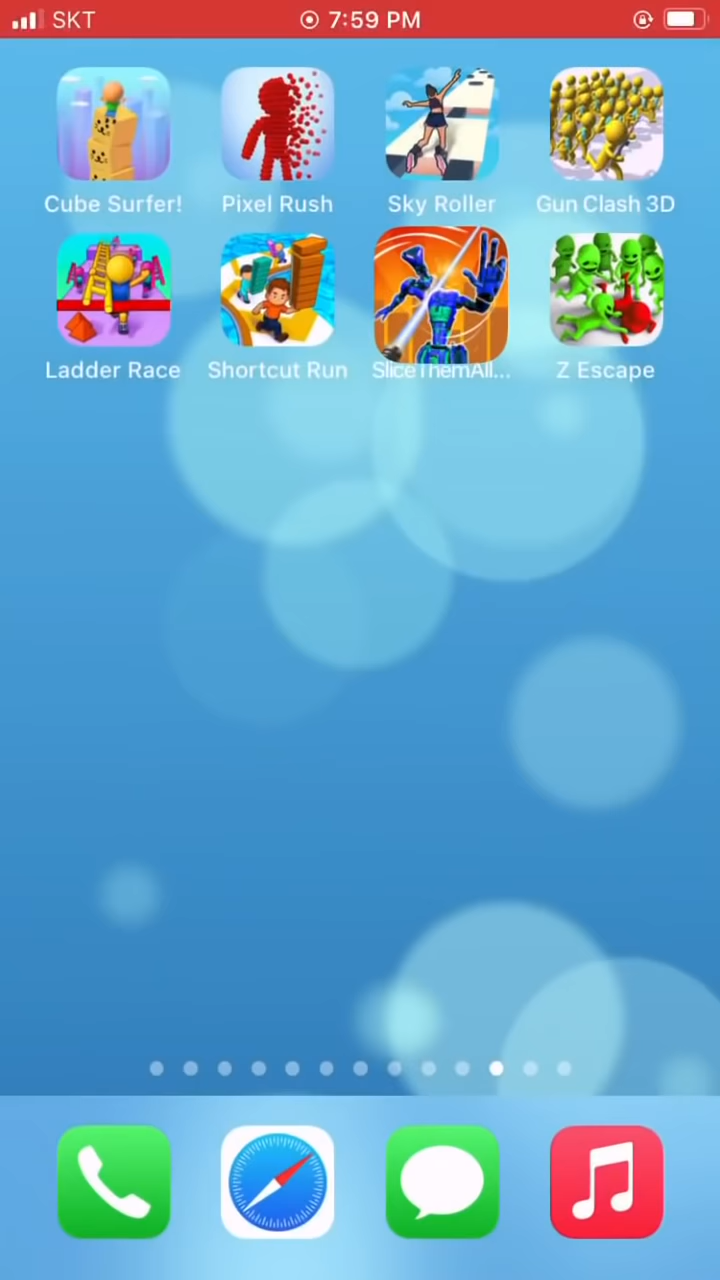 SKT 7:59 PM
Cube Surfer! Pixel Rush Sky Roller Gun Clash 3D
Ladder Race Shortcut Run SliceThemAll... Z Escape